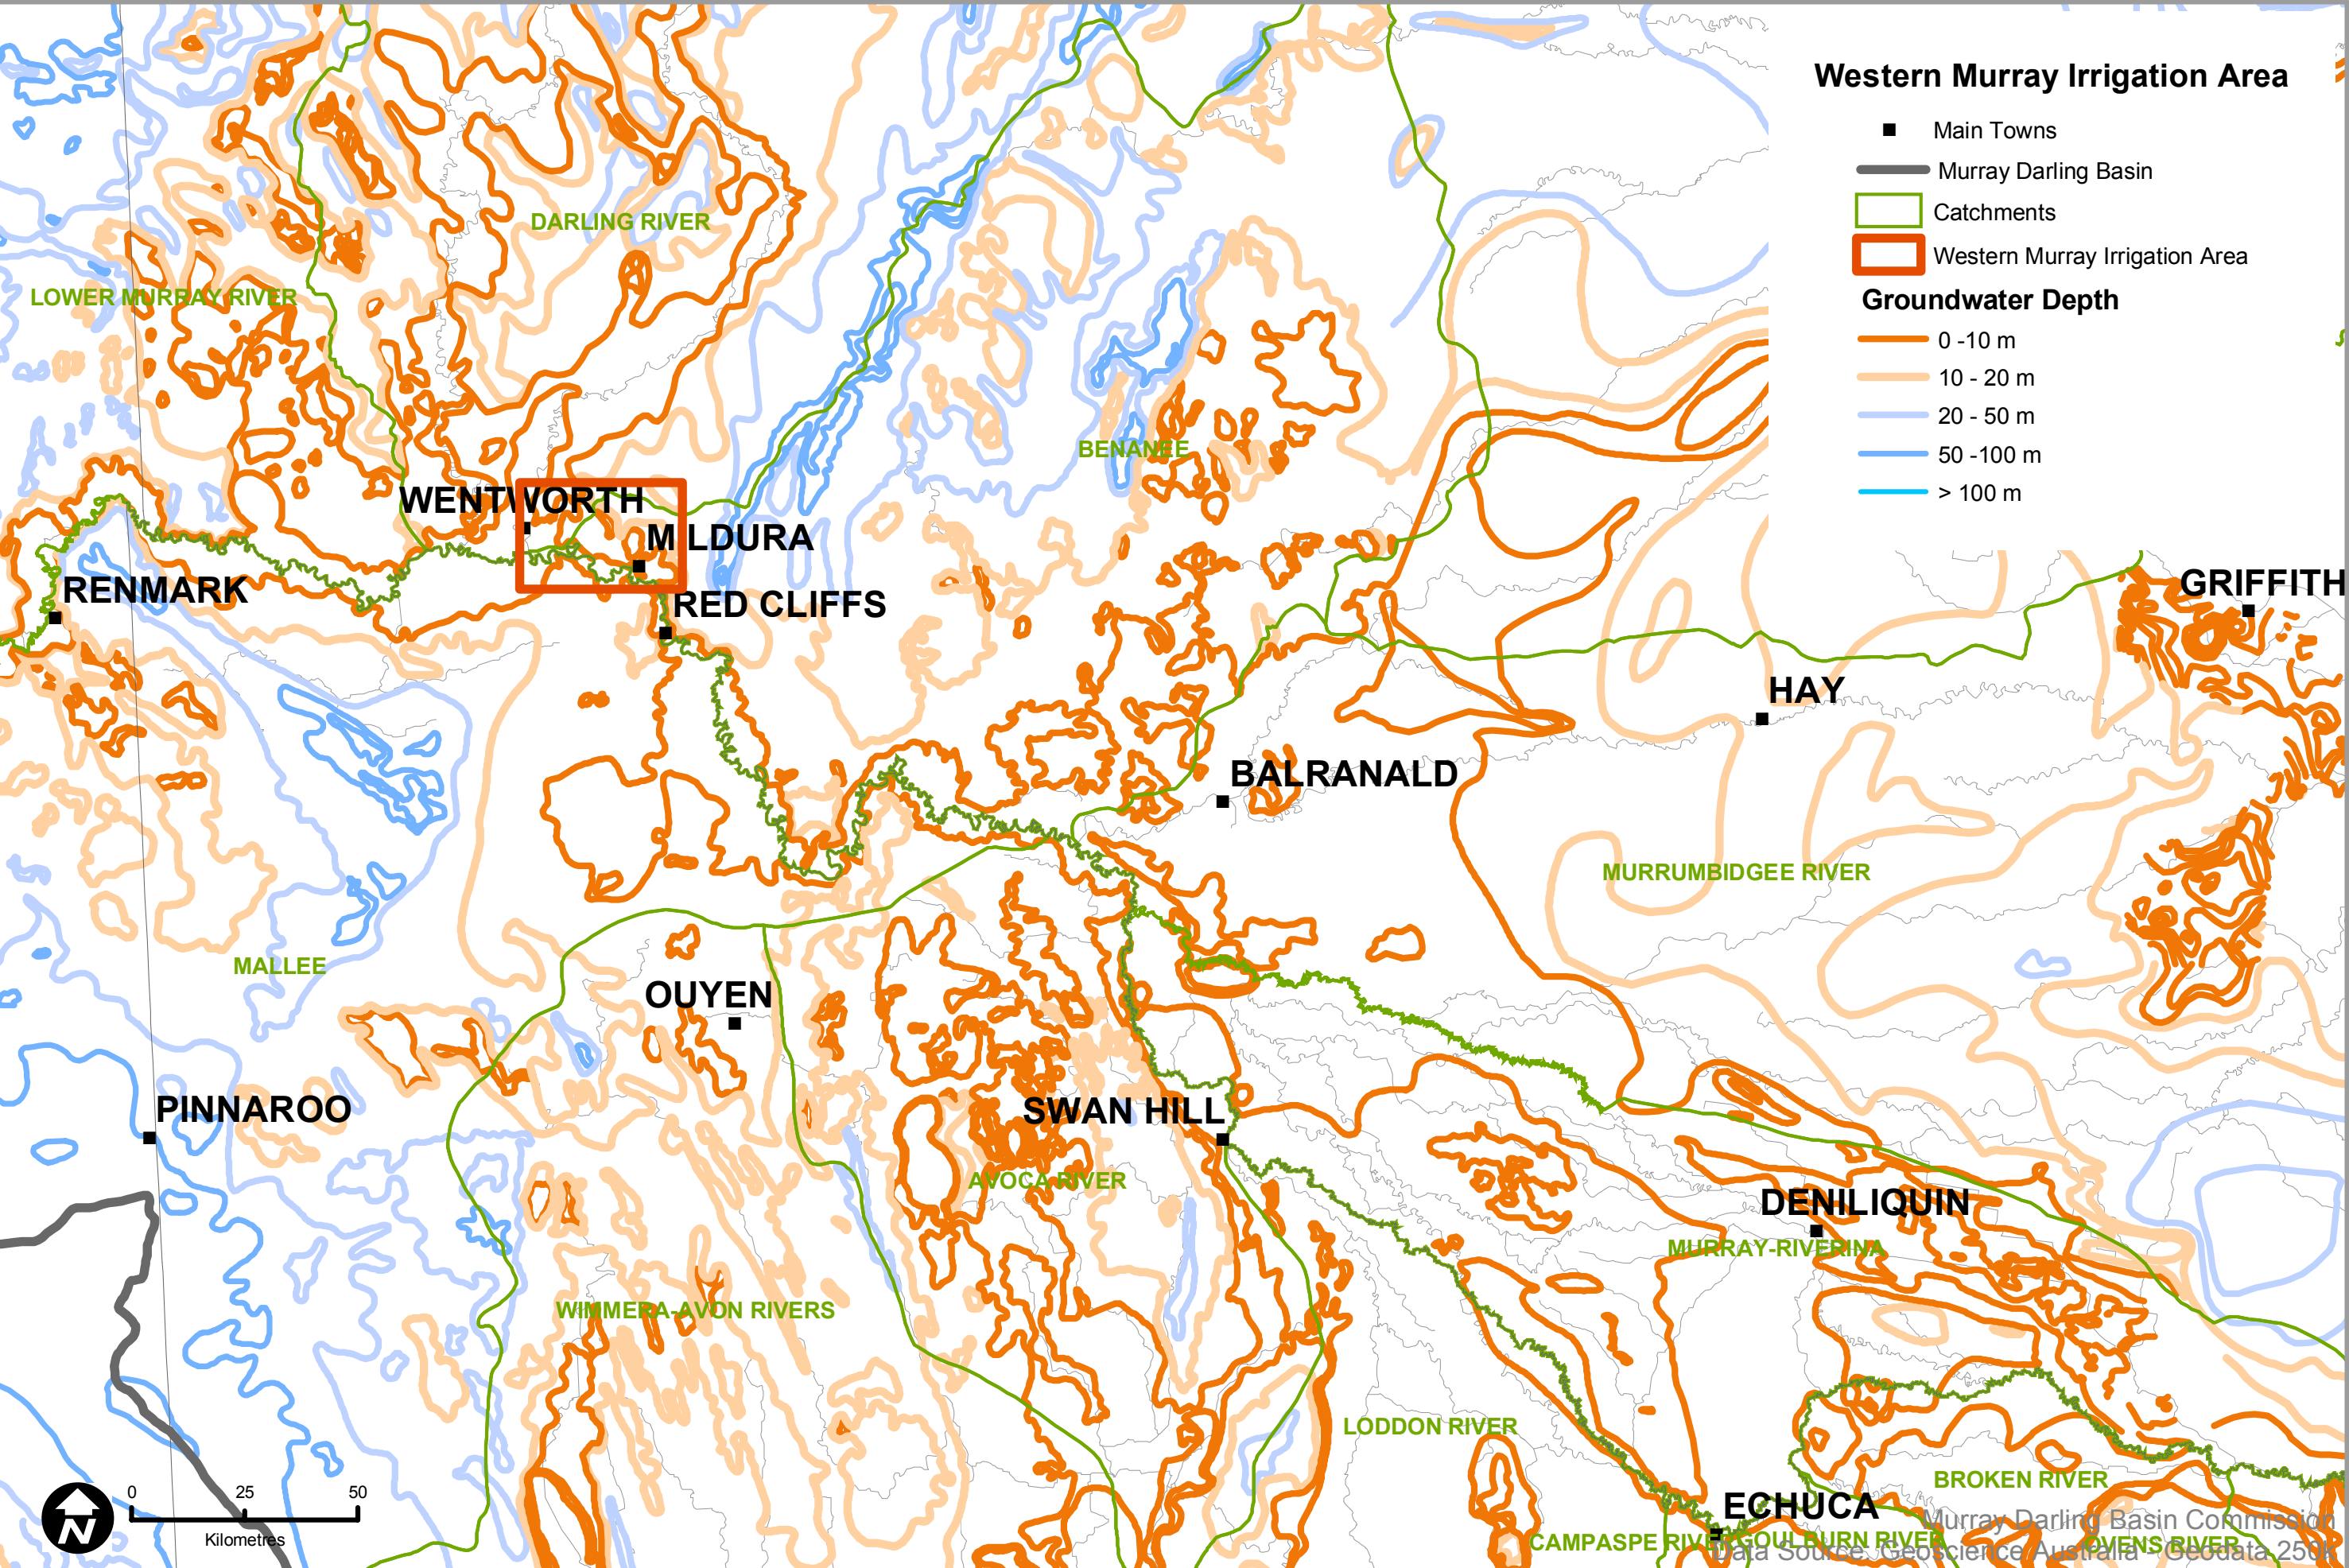 Western Murray Irrigation Area
Main Towns
Murray Darling Basin
Catchments
Western Murray Irrigation Area
Groundwater Depth
0 -10 m
10 - 20 m
20 - 50 m
50 -100 m
> 100 m
DARLING RIVER
LOWER MURRAY RIVER
BENANEE
WENTWORTH
MILDURA
RENMARK
RED CLIFFS
GRIFFITH
HAY
BALRANALD
MURRUMBIDGEE RIVER
MALLEE
OUYEN
PINNAROO
SWAN HILL
AVOCA RIVER
DENILIQUIN
MURRAY-RIVERINA
WIMMERA-AVON RIVERS
LODDON RIVER
BROKEN RIVER
ECHUCA
CAMPASPE RIVER
GOULBURN RIVER
OVENS RIVER
Murray Darling Basin Commission
Data Source: Geoscience Australia - Geodata 250K
0 25 50
Kilometres
N